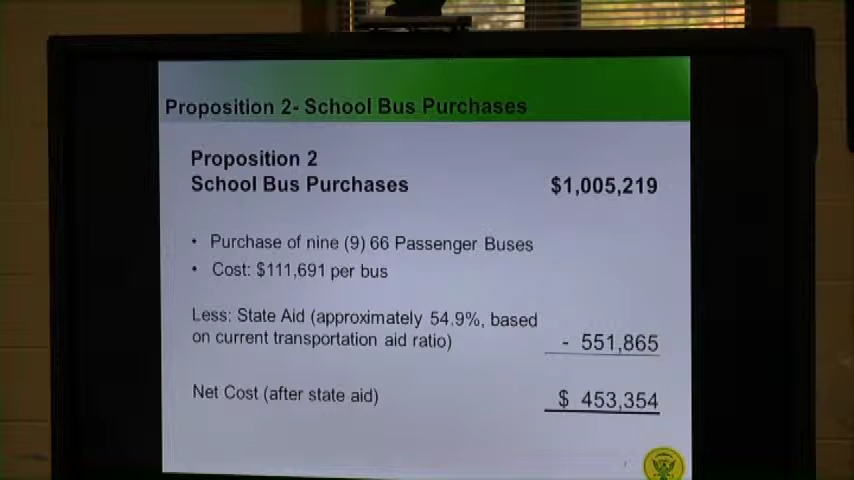 Proposition 2- School Bus Purchases
Proposition 2
School Bus Purchases $1,005,219
• Purchase of nine (9) 66 Passenger Buses
• Cost: $111,691 per bus
Less: State Aid (approximately 54.9%, based
on current transportation aid ratio) - 551,865
Net Cost (after state aid) $ 453,354